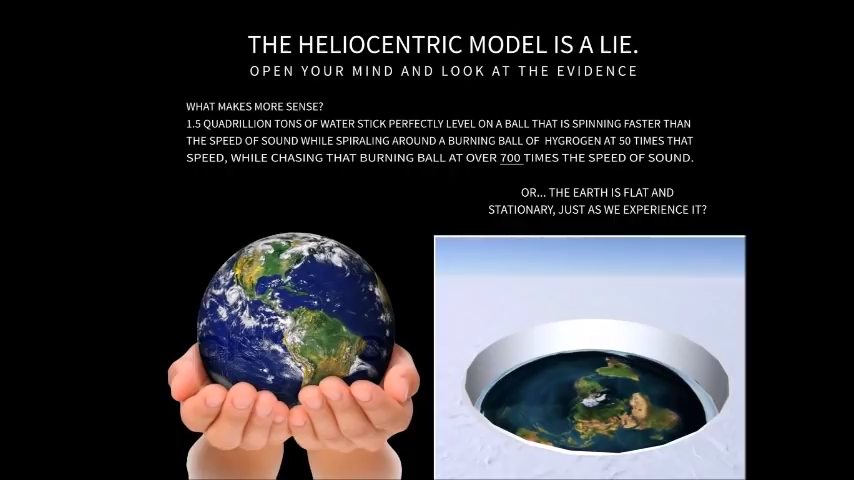 THE HELIOCENTRIC MODEL IS A LIE.
OPEN YOUR MIND AND LOOK AT THE EVIDENCE
WHAT MAKES MORE SENSE?
1.5 QUADRILLION TONS OF WATER STICK PERFECTLY LEVEL ON A BALL THAT IS SPINNING FASTER THAN
THE SPEED OF SOUND WHILE SPIRALING AROUND A BURNING BALL OF HYGROGEN AT 50 TIMES THAT
SPEED, WHILE CHASING THAT BURNING BALL AT OVER 700 TIMES THE SPEED OF SOUND.
OR... THE EARTH IS FLAT AND
STATIONARY, JUST AS WE EXPERIENCE IT?